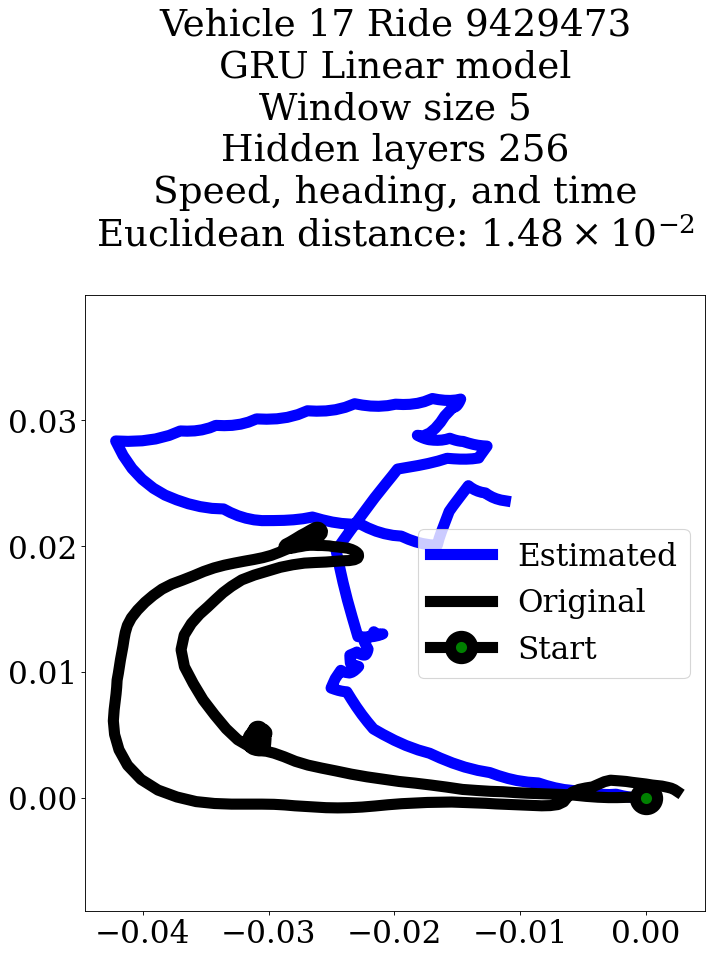 Vehicle 17 Ride 9429473
GRU Linear model
Window size 5
Hidden layers 256
Speed, heading, and time
Euclidean distance: 1.48 × 10⁻²
0.03
0.02
0.01
0.00
Estimated
Original
Start
−0.04 −0.03 −0.02 −0.01 0.00